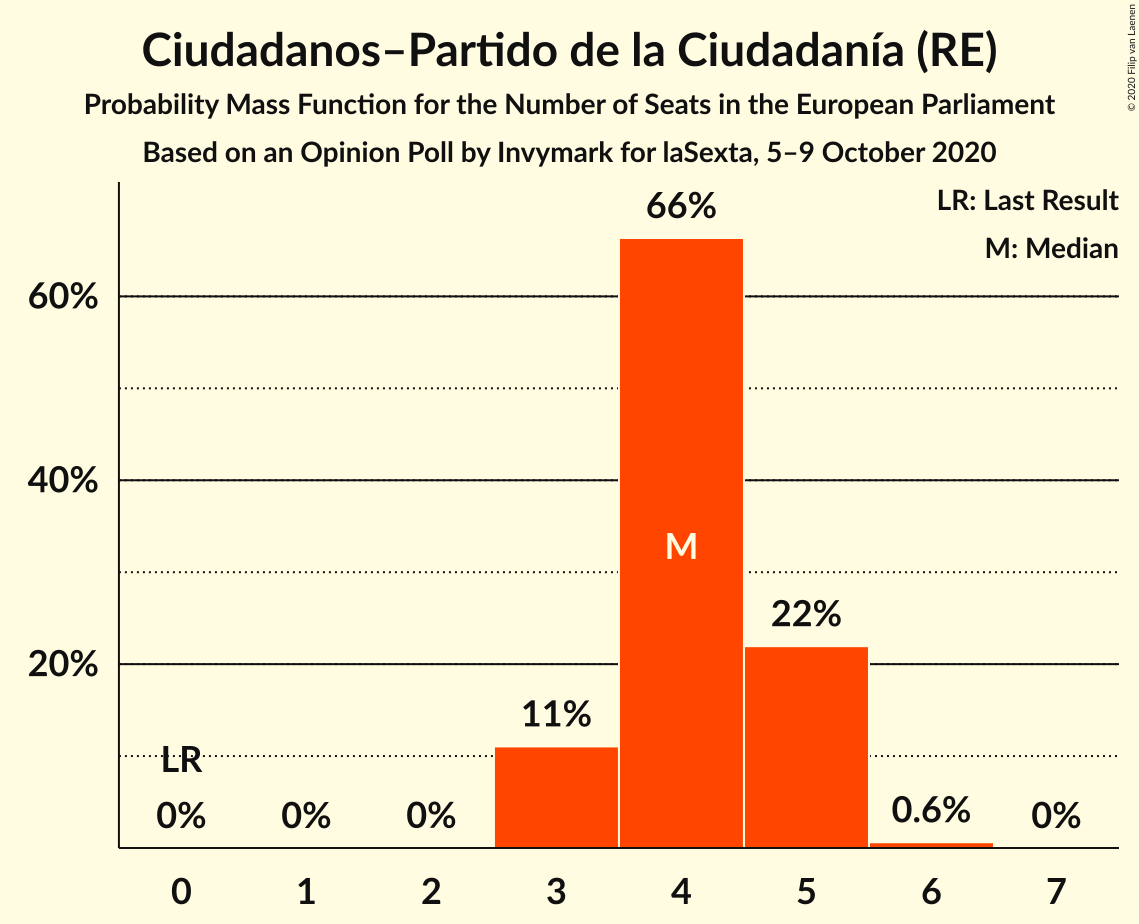 Ciudadanos–Partido de la Ciudadanía (RE)
Probability Mass Function for the Number of Seats in the European Parliament
Based on an Opinion Poll by Invymark for laSexta, 5–9 October 2020
© 2020 Filip van Laenen
LR: Last Result
M: Median
66%
60%
40%
M
22%
20%
11%
LR
0% 0% 0% 0.6% 0%
0 1 2 3 4 5 6 7